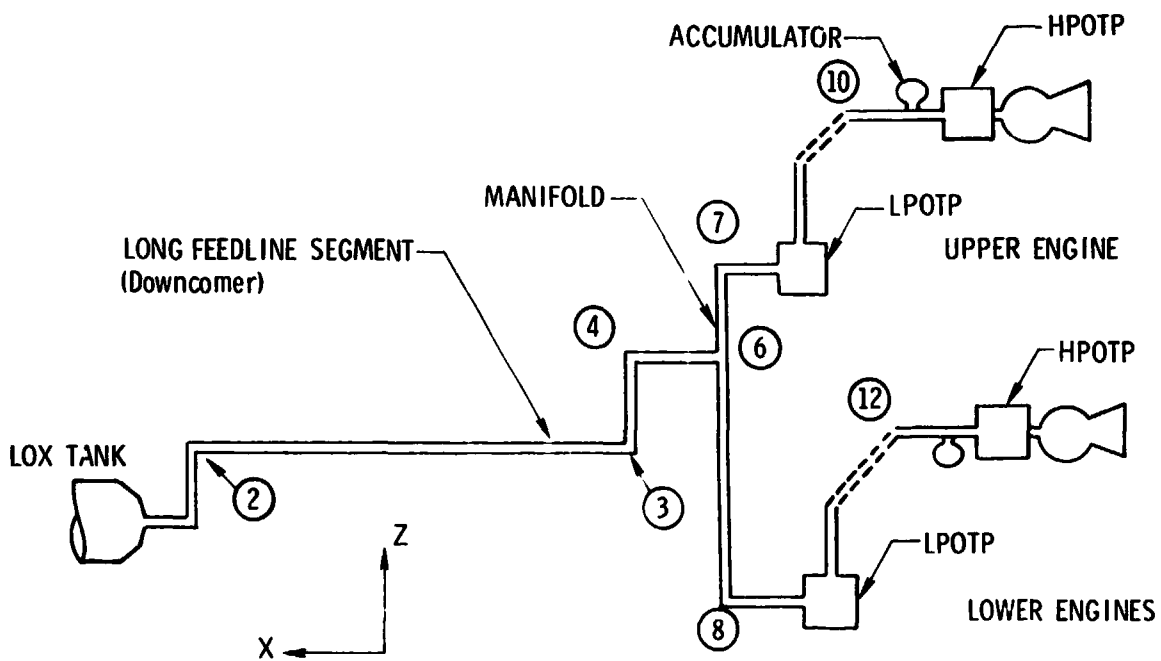 ACCUMULATOR
HPOTP
10
MANIFOLD
7
LPOTP
LONG FEEDLINE SEGMENT
(Downcomer)
UPPER ENGINE
4
6
HPOTP
12
LOX TANK
2
3
Z
LPOTP
LOWER ENGINES
8
X